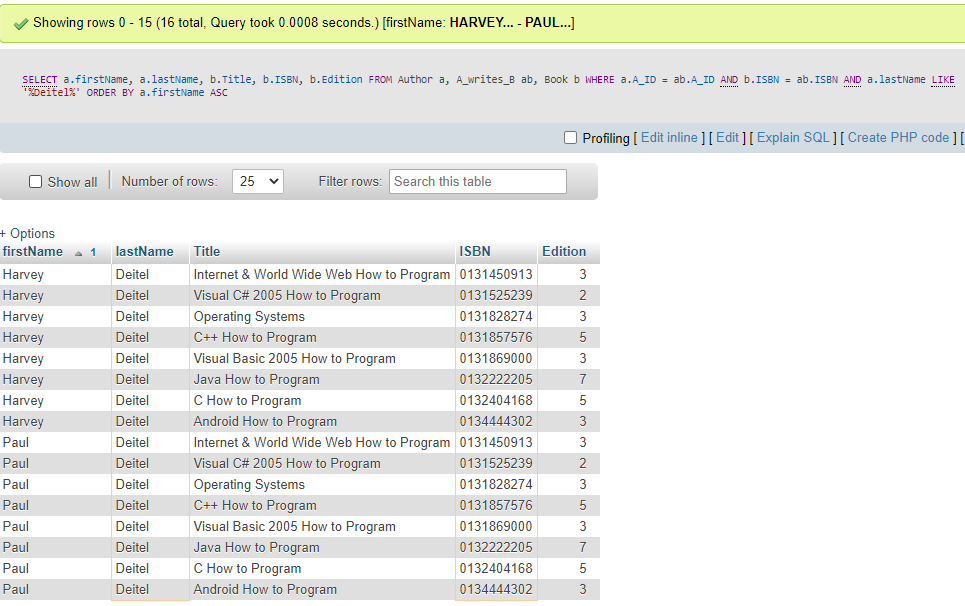 Showing rows 0 - 15 (16 total, Query took 0.0008 seconds.) [firstName: HARVEY... - PAUL...]
SELECT a.firstName, a.lastName, b.Title, b.ISBN, b.Edition FROM Author a, A_writes_B ab, Book b WHERE a.A_ID = ab.A_ID AND b.ISBN = ab.ISBN AND a.lastName LIKE
'%Deitel%' ORDER BY a.firstName ASC
Profiling [ Edit inline ] [ Edit ] [ Explain SQL ] [ Create PHP code ] [
Show all Number of rows: 25 Filter rows: Search this table
+ Options
firstName 1 lastName Title ISBN Edition
Harvey Deitel Internet & World Wide Web How to Program 0131450913 3
Harvey Deitel Visual C# 2005 How to Program 0131525239 2
Harvey Deitel Operating Systems 0131828274 3
Harvey Deitel C++ How to Program 0131857576 5
Harvey Deitel Visual Basic 2005 How to Program 0131869000 3
Harvey Deitel Java How to Program 0132222205 7
Harvey Deitel C How to Program 0132404168 5
Harvey Deitel Android How to Program 0134444302 3
Paul Deitel Internet & World Wide Web How to Program 0131450913 3
Paul Deitel Visual C# 2005 How to Program 0131525239 2
Paul Deitel Operating Systems 0131828274 3
Paul Deitel C++ How to Program 0131857576 5
Paul Deitel Visual Basic 2005 How to Program 0131869000 3
Paul Deitel Java How to Program 0132222205 7
Paul Deitel C How to Program 0132404168 5
Paul Deitel Android How to Program 0134444302 3